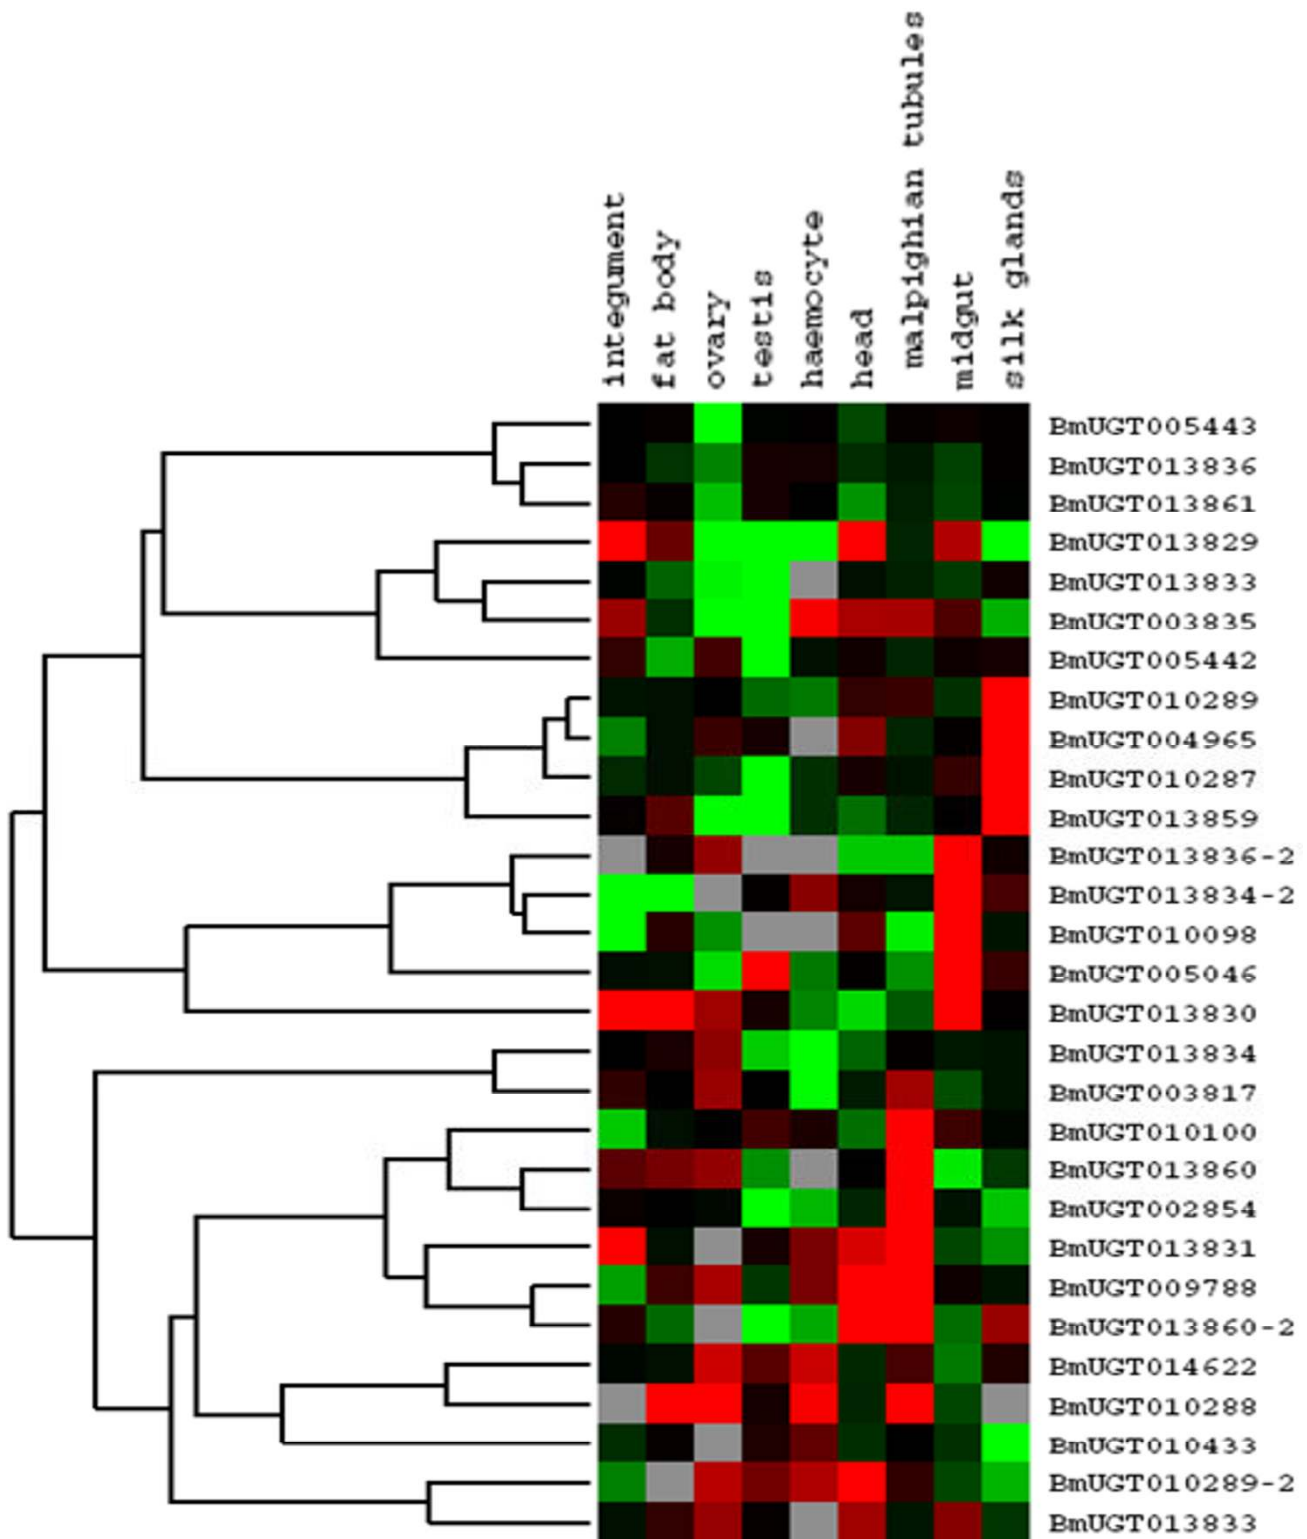 integument
fat body
ovary
testis
haemocyte
head
malpighian tubules
midgut
silk glands
BmUGT005443
BmUGT013836
BmUGT013861
BmUGT013829
BmUGT013833
BmUGT003835
BmUGT005442
BmUGT010289
BmUGT004965
BmUGT010287
BmUGT013859
BmUGT013836-2
BmUGT013834-2
BmUGT010098
BmUGT005046
BmUGT013830
BmUGT013834
BmUGT003817
BmUGT010100
BmUGT013860
BmUGT002854
BmUGT013831
BmUGT009788
BmUGT013860-2
BmUGT014622
BmUGT010288
BmUGT010433
BmUGT010289-2
BmUGT013833